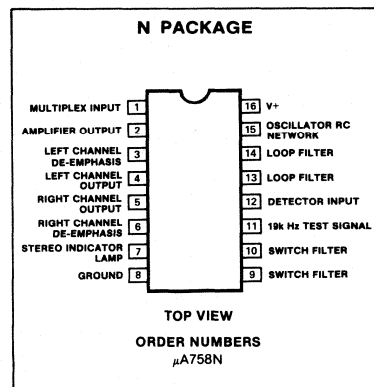 N PACKAGE
MULTIPLEX INPUT 1
AMPLIFIER OUTPUT 2
LEFT CHANNEL
DE-EMPHASIS 3
LEFT CHANNEL
OUTPUT 4
RIGHT CHANNEL
OUTPUT 5
RIGHT CHANNEL
DE-EMPHASIS 6
STEREO INDICATOR
LAMP 7
GROUND 8
16 V+
15 OSCILLATOR RC
NETWORK
14 LOOP FILTER
13 LOOP FILTER
12 DETECTOR INPUT
11 19k Hz TEST SIGNAL
10 SWITCH FILTER
9 SWITCH FILTER
TOP VIEW
ORDER NUMBERS
μA758N